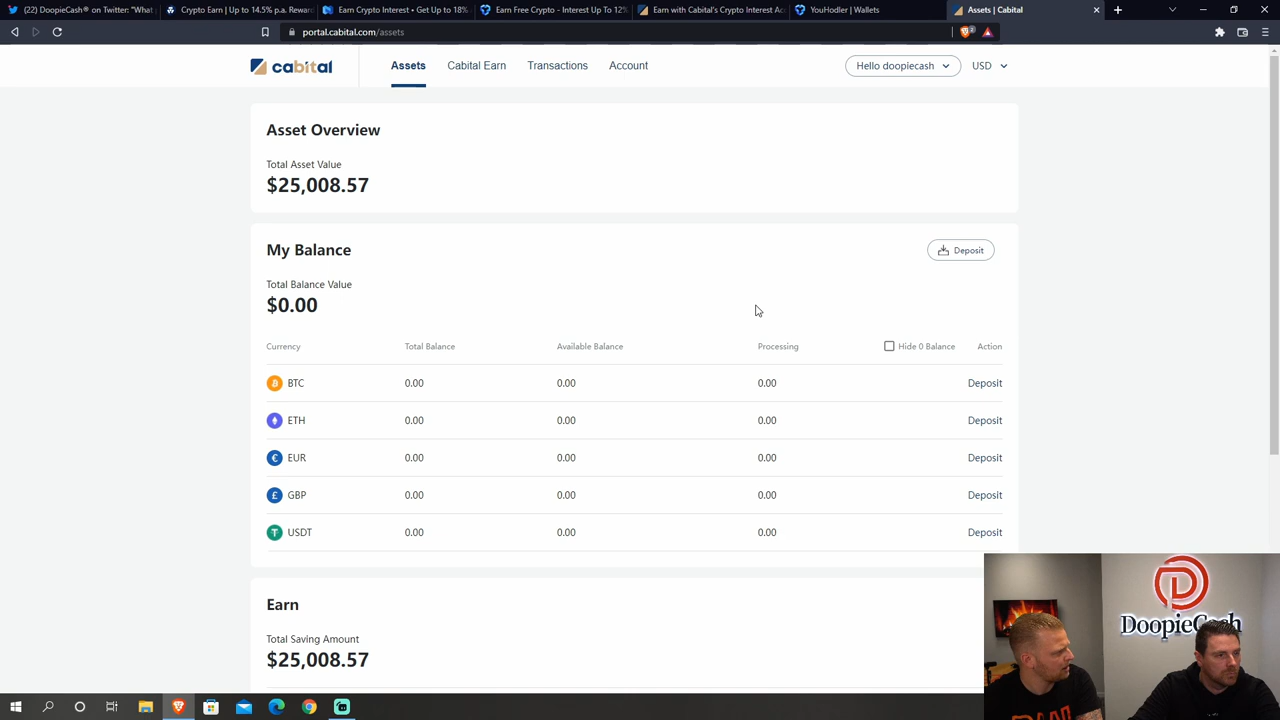 (22) DoopieCash® on Twitter: "What
Crypto Earn | Up to 14.5% p.a. Rewar
Earn Crypto Interest • Get Up to 18%
Earn Free Crypto - Interest Up To 12%
Earn with Cabital's Crypto Interest Ac
YouHodler | Wallets
Assets | Cabital
portal.cabital.com/assets
cabital
Assets
Cabital Earn
Transactions
Account
Hello doopiecash
USD
Asset Overview
Total Asset Value
$25,008.57
My Balance
Deposit
Total Balance Value
$0.00
Currency Total Balance Available Balance Processing Hide 0 Balance Action
BTC 0.00 0.00 0.00 Deposit
ETH 0.00 0.00 0.00 Deposit
EUR 0.00 0.00 0.00 Deposit
GBP 0.00 0.00 0.00 Deposit
USDT 0.00 0.00 0.00 Deposit
Earn
Total Saving Amount
$25,008.57
DoopieCash